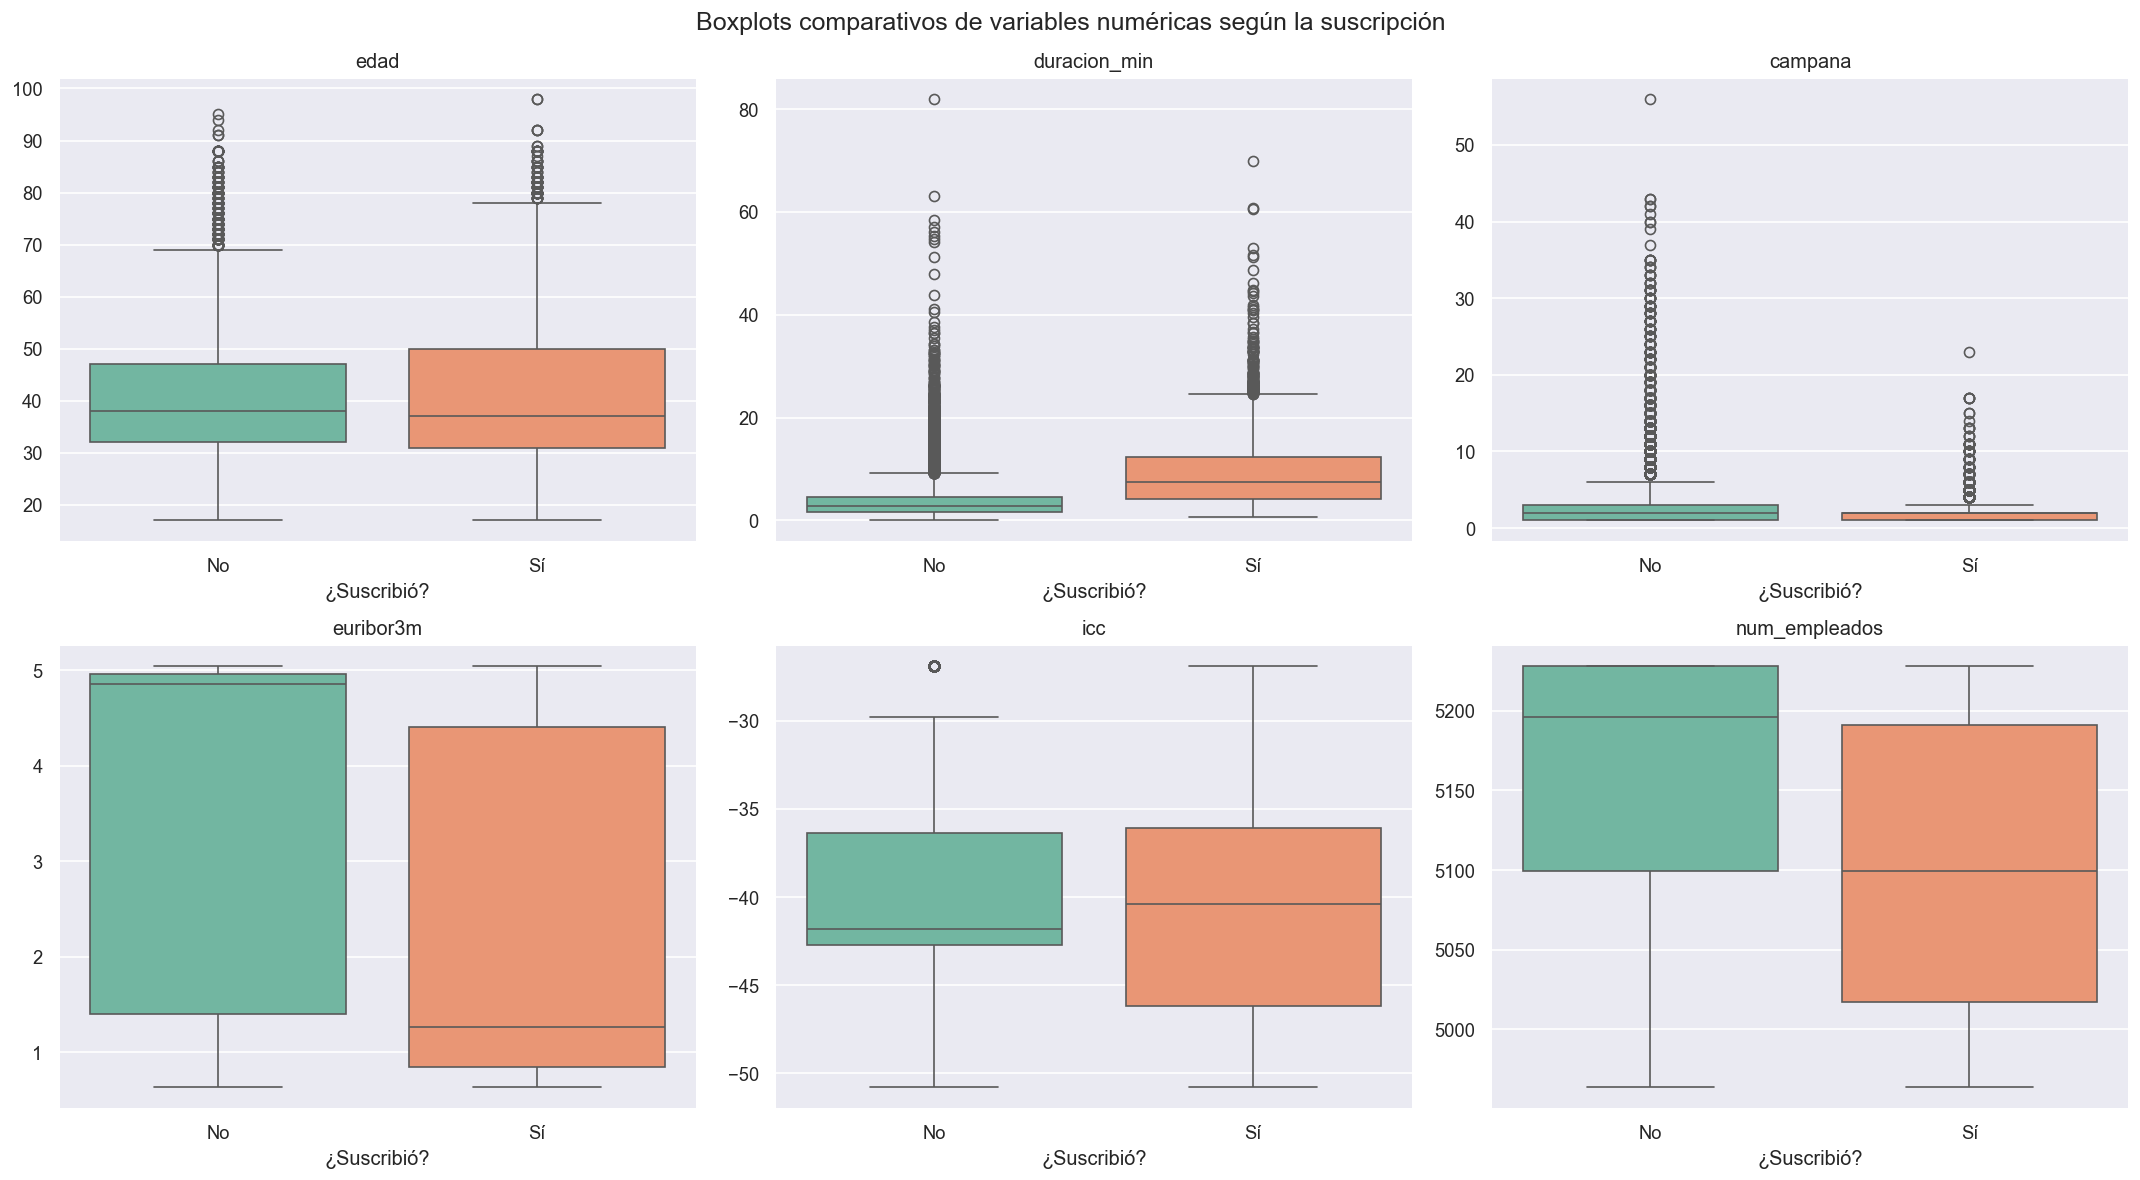 Boxplots comparativos de variables numéricas según la suscripción
edad
100
90
80
70
60
50
40
30
20
No
Sí
¿Suscribió?
duracion_min
80
60
40
20
0
No
Sí
¿Suscribió?
campana
50
40
30
20
10
0
No
Sí
¿Suscribió?
euribor3m
5
4
3
2
1
No
Sí
¿Suscribió?
icc
−30
−35
−40
−45
−50
No
Sí
¿Suscribió?
num_empleados
5200
5150
5100
5050
5000
No
Sí
¿Suscribió?